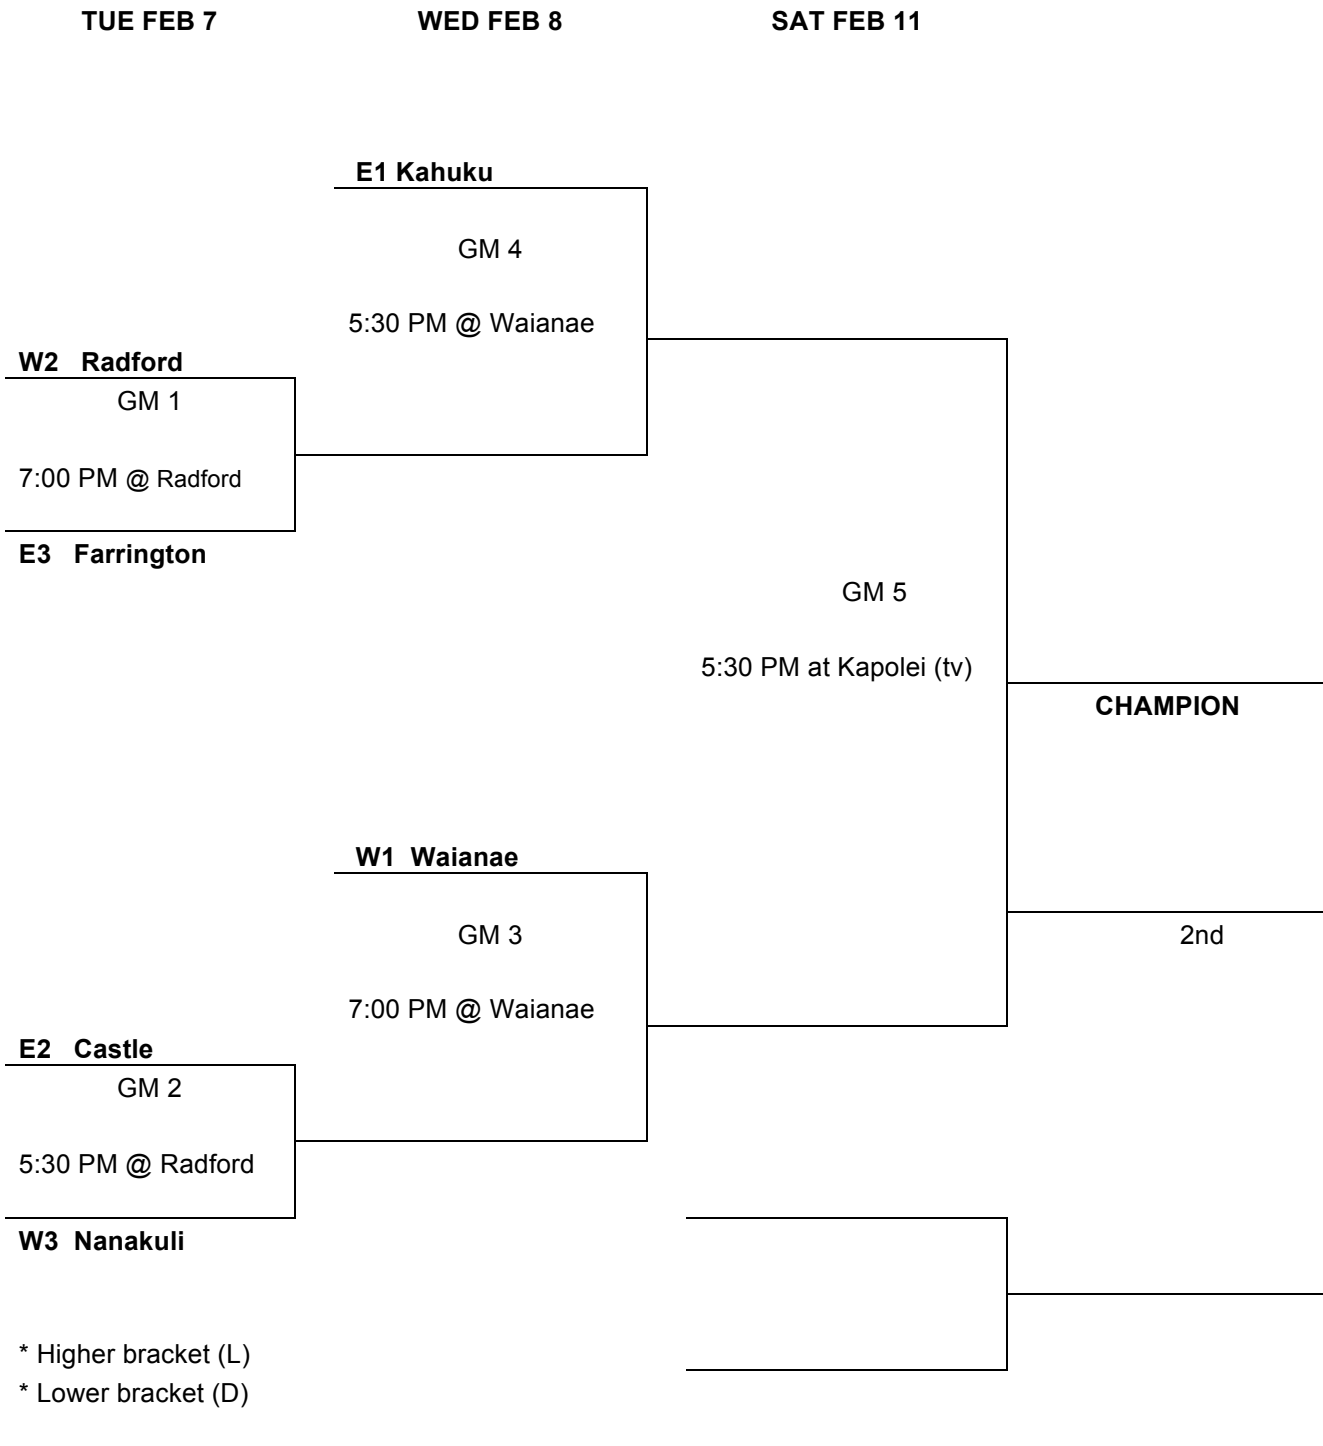 TUE FEB 7 WED FEB 8 SAT FEB 11
E1 Kahuku
GM 4
5:30 PM @ Waianae
W2 Radford
GM 1
7:00 PM @ Radford
E3 Farrington
GM 5
5:30 PM at Kapolei (tv)
CHAMPION
W1 Waianae
GM 3
2nd
7:00 PM @ Waianae
E2 Castle
GM 2
5:30 PM @ Radford
W3 Nanakuli
* Higher bracket (L)
* Lower bracket (D)